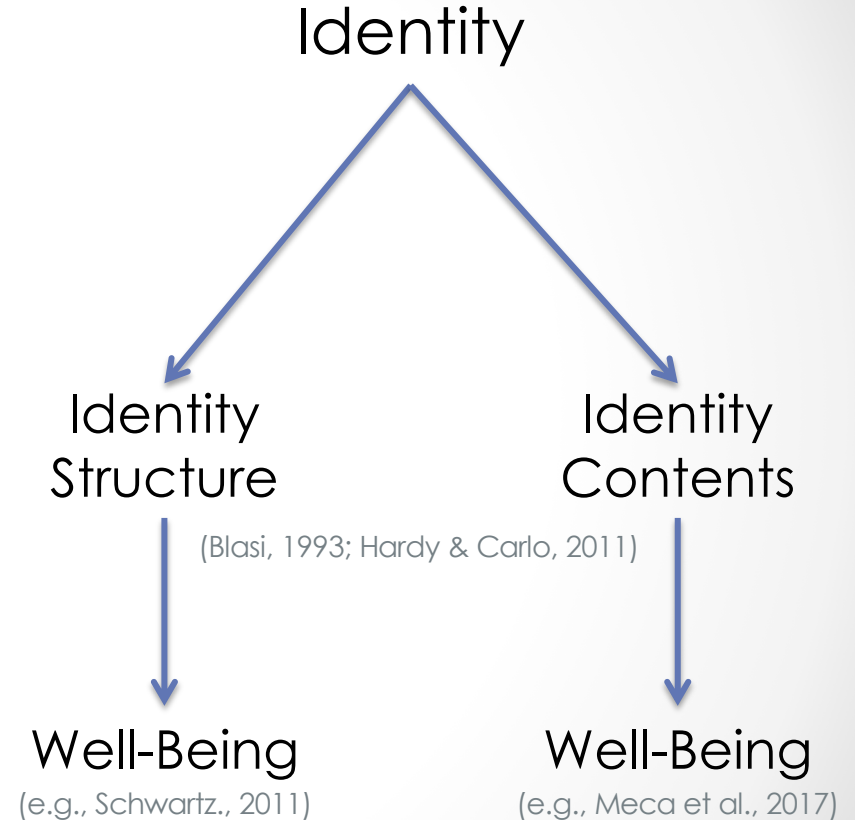 Identity
Identity
Structure
Identity
Contents
(Blasi, 1993; Hardy & Carlo, 2011)
Well-Being
(e.g., Schwartz., 2011)
Well-Being
(e.g., Meca et al., 2017)